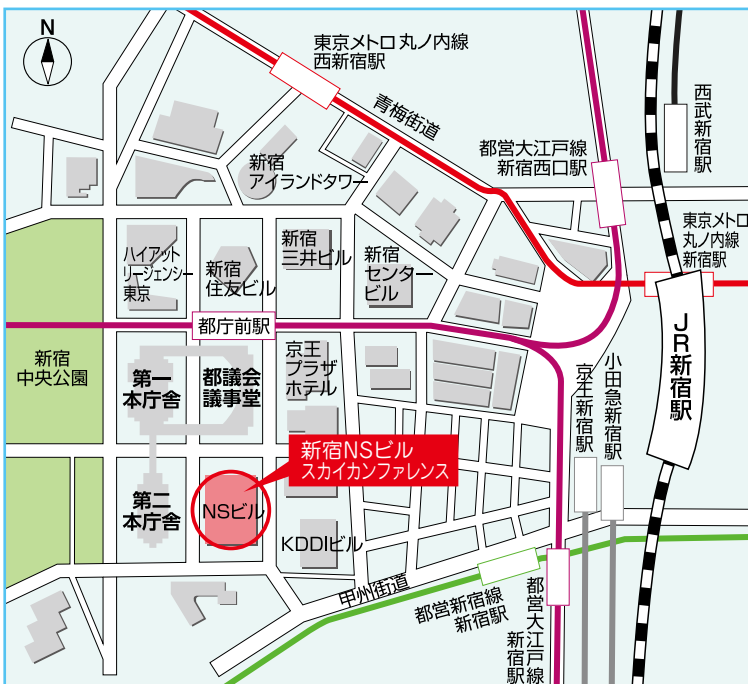 N
東京メトロ 丸ノ内線
西新宿駅
青梅街道
西武新宿駅
都営大江戸線
新宿西口駅
新宿
アイランドタワー
東京メトロ
丸ノ内線
新宿駅
ハイアット
リージェンシー
東京
新宿
住友ビル
新宿
三井ビル
新宿
センター
ビル
都庁前駅
JR新宿駅
新宿
中央公園
第一
本庁舎
都議会
議事堂
京王
プラザ
ホテル
京王新宿駅
小田急新宿駅
新宿NSビル
スカイカンファレンス
第二
本庁舎
NSビル
KDDIビル
甲州街道
都営新宿線
新宿駅
都営大江戸線
新宿駅